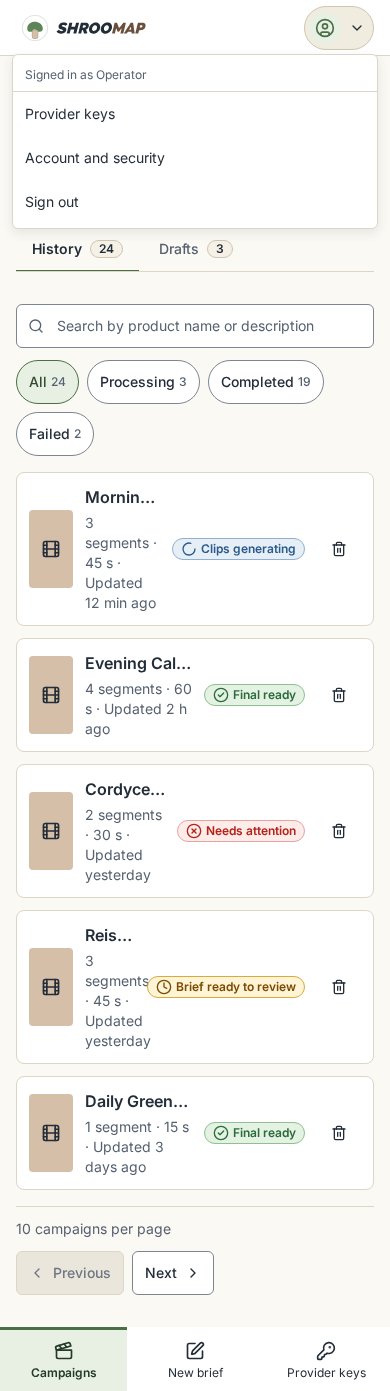 SHROOMAP
Signed in as Operator
Provider keys
Account and security
Sign out
History 24 Drafts 3
Search by product name or description
All 24 Processing 3 Completed 19
Failed 2
Mornin...
3
segments ·
45 s ·
Updated
12 min ago
Clips generating
Evening Cal...
4 segments · 60
s · Updated 2 h
ago
Final ready
Cordyce...
2 segments
· 30 s ·
Updated
yesterday
Needs attention
Reis...
3
segments
· 45 s ·
Updated
yesterday
Brief ready to review
Daily Green...
1 segment · 15 s
· Updated 3
days ago
Final ready
10 campaigns per page
Previous Next
Campaigns New brief Provider keys